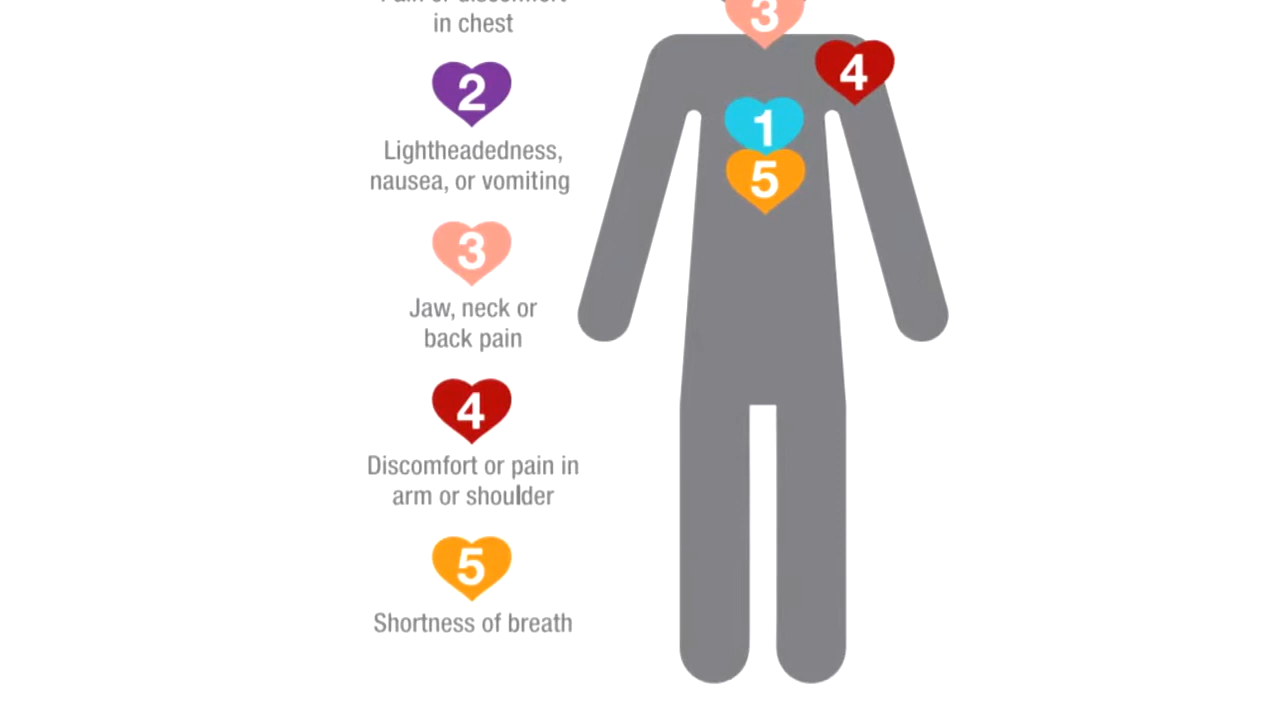 in chest
2
Lightheadedness,
nausea, or vomiting
3
Jaw, neck or
back pain
4
Discomfort or pain in
arm or shoulder
5
Shortness of breath
3
4
1
5